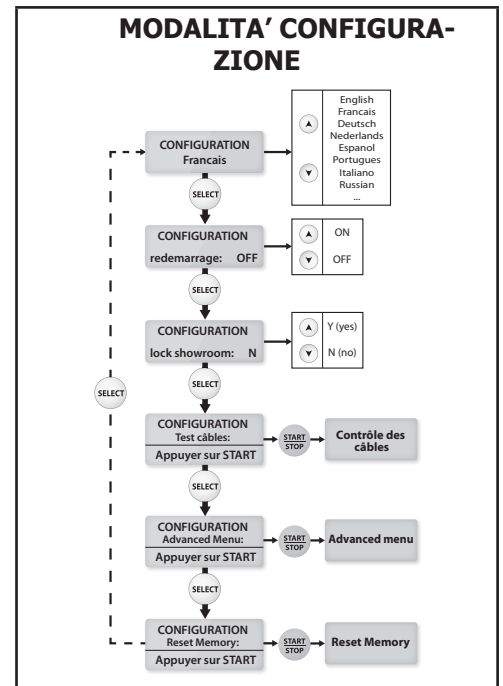 MODALITA’ CONFIGURA-
ZIONE
CONFIGURATION
Francais
English
Francais
Deutsch
Nederlands
Espanol
Portugues
Italiano
Russian
...
SELECT
CONFIGURATION
redemarrage: OFF
ON
OFF
SELECT
CONFIGURATION
lock showroom: N
Y (yes)
N (no)
SELECT
SELECT
CONFIGURATION
Test câbles:
Appuyer sur START
START
STOP
Contrôle des
câbles
SELECT
CONFIGURATION
Advanced Menu:
Appuyer sur START
START
STOP
Advanced menu
SELECT
CONFIGURATION
Reset Memory:
Appuyer sur START
START
STOP
Reset Memory